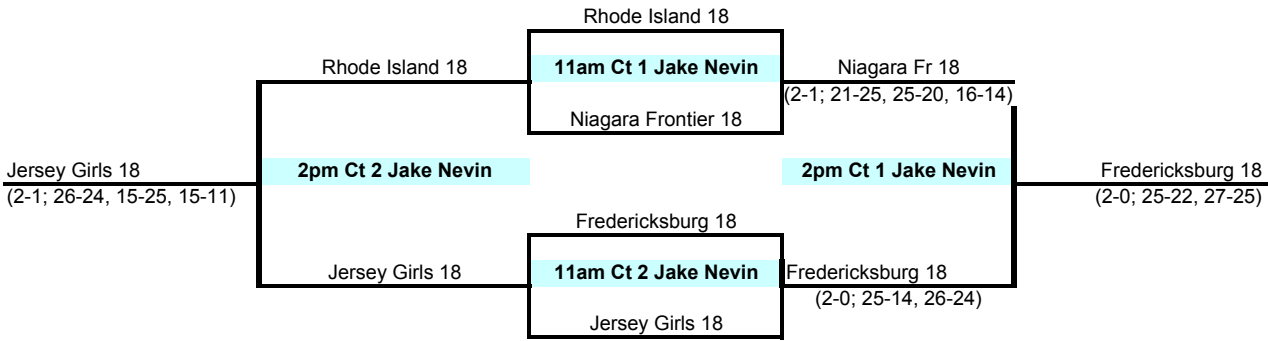 Rhode Island 18
Rhode Island 18 11am Ct 1 Jake Nevin Niagara Fr 18
(2-1; 21-25, 25-20, 16-14)
Niagara Frontier 18
Jersey Girls 18 2pm Ct 2 Jake Nevin 2pm Ct 1 Jake Nevin Fredericksburg 18
(2-1; 26-24, 15-25, 15-11) (2-0; 25-22, 27-25)
Fredericksburg 18
Jersey Girls 18 11am Ct 2 Jake Nevin Fredericksburg 18
(2-0; 25-14, 26-24)
Jersey Girls 18